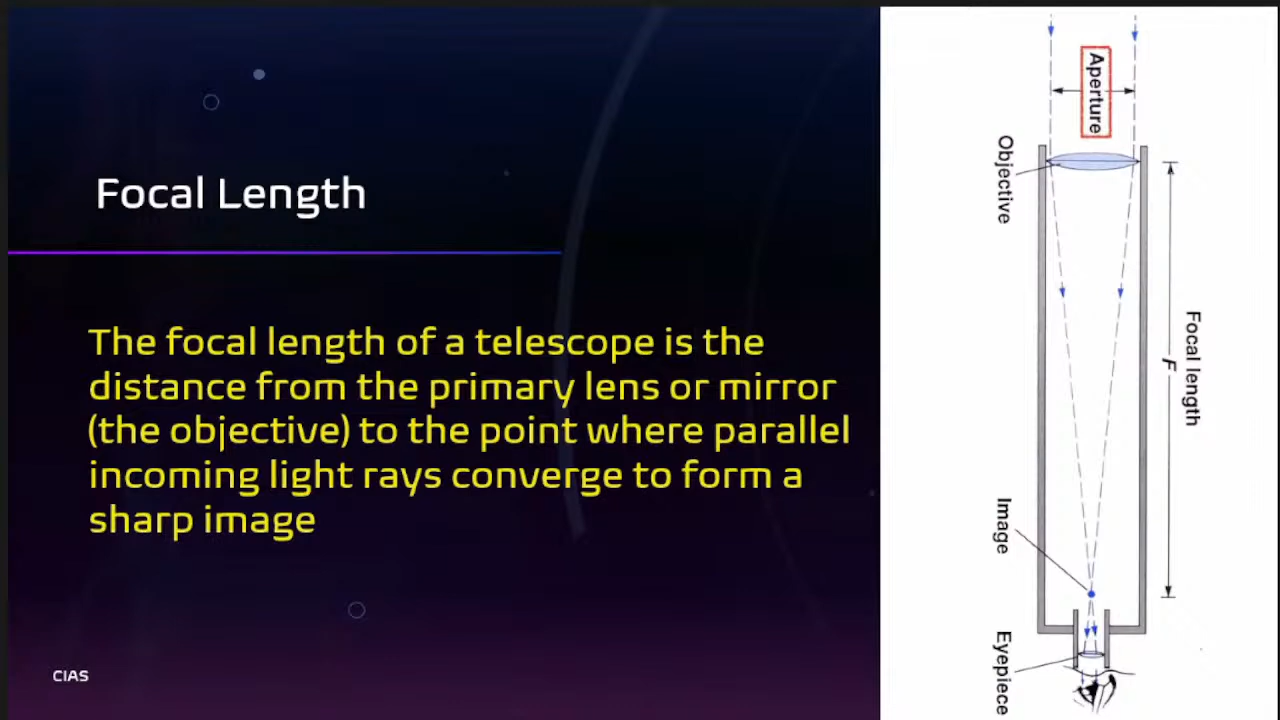 Focal Length
The focal length of a telescope is the
distance from the primary lens or mirror
(the objective) to the point where parallel
incoming light rays converge to form a
sharp image
CIAS
Aperture
Objective
Focal length
F
Image
Eyepiece